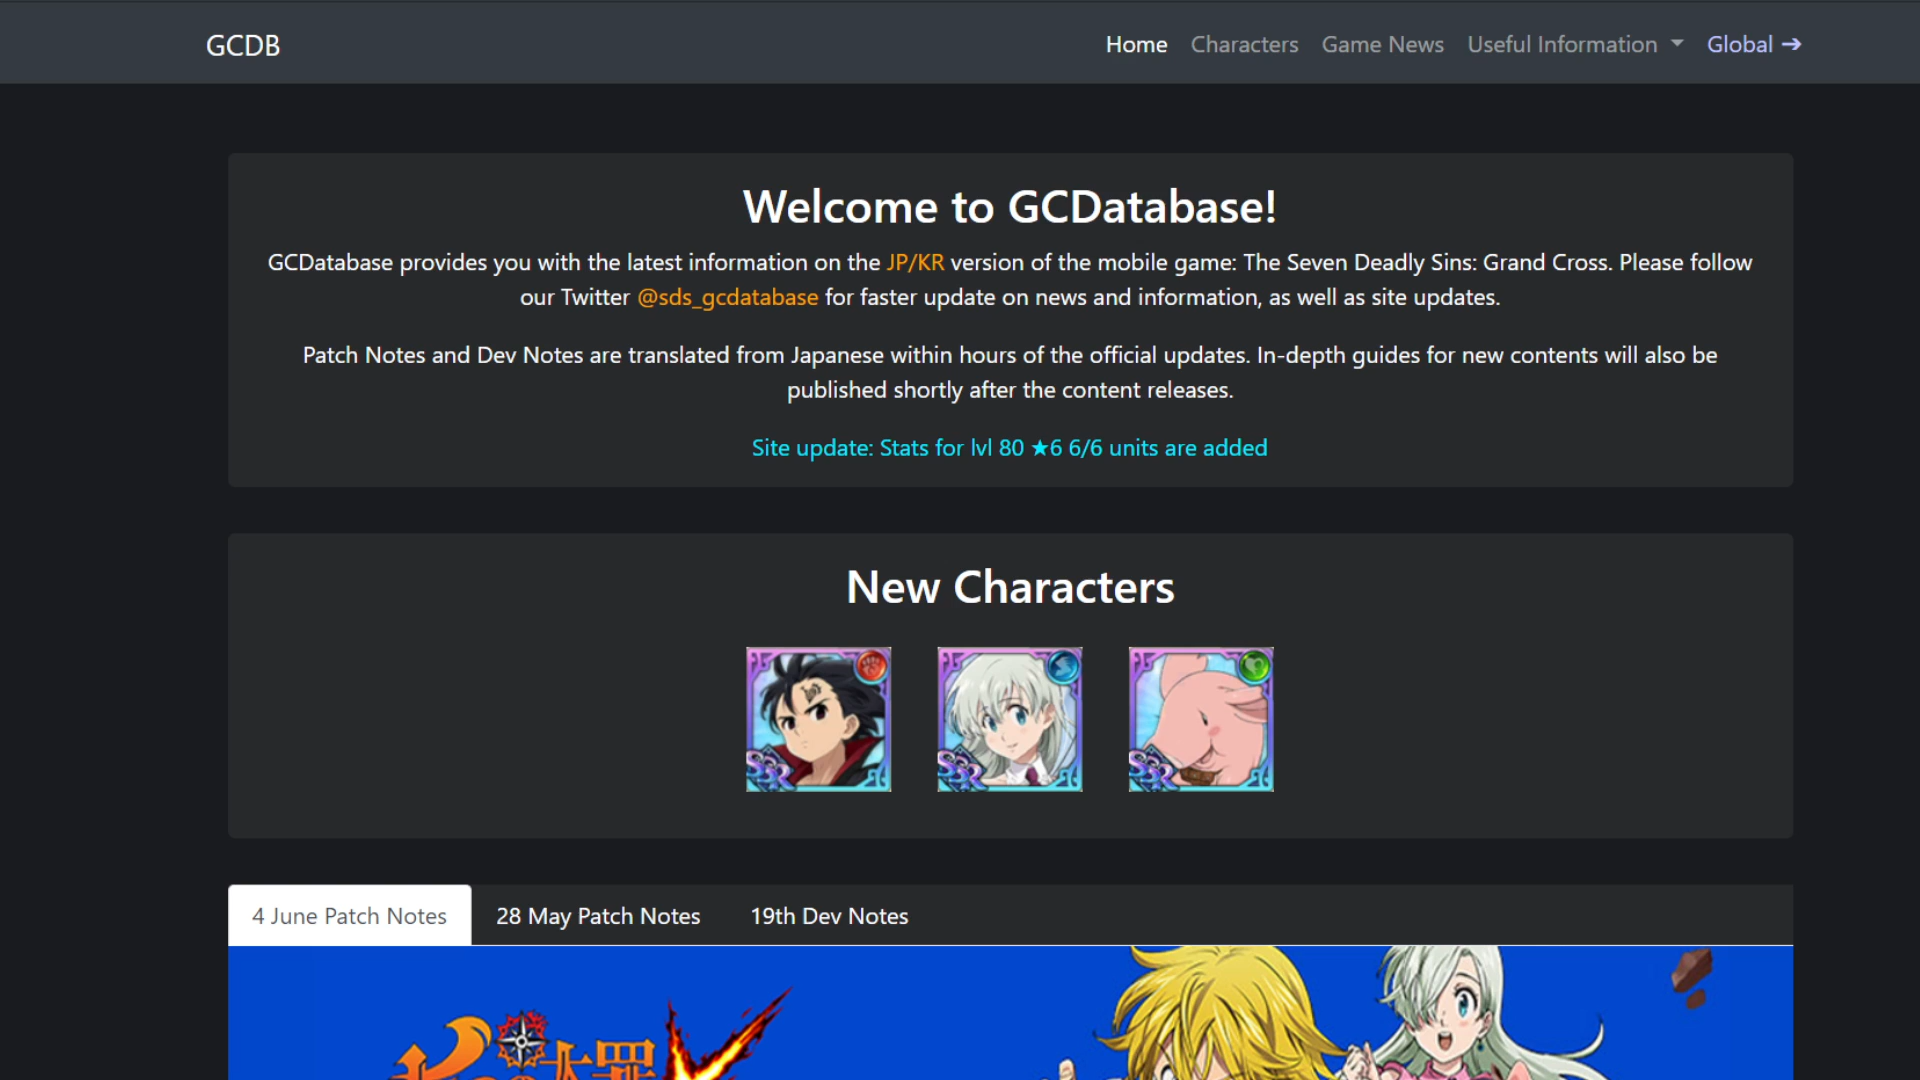 GCDB
Home
Characters
Game News
Useful Information
Global ➔
Welcome to GCDatabase!
GCDatabase provides you with the latest information on the JP/KR version of the mobile game: The Seven Deadly Sins: Grand Cross. Please follow
our Twitter @sds_gcdatabase for faster update on news and information, as well as site updates.
Patch Notes and Dev Notes are translated from Japanese within hours of the official updates. In-depth guides for new contents will also be
published shortly after the content releases.
Site update: Stats for lvl 80 ★6 6/6 units are added
New Characters
SSR
SSR
SSR
4 June Patch Notes
28 May Patch Notes
19th Dev Notes
大罪